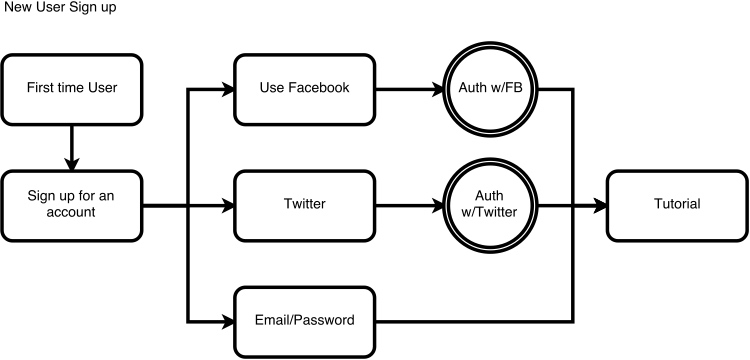 New User Sign up
First time User
Use Facebook
Auth w/FB
Sign up for an
account
Twitter
Auth
w/Twitter
Tutorial
Email/Password